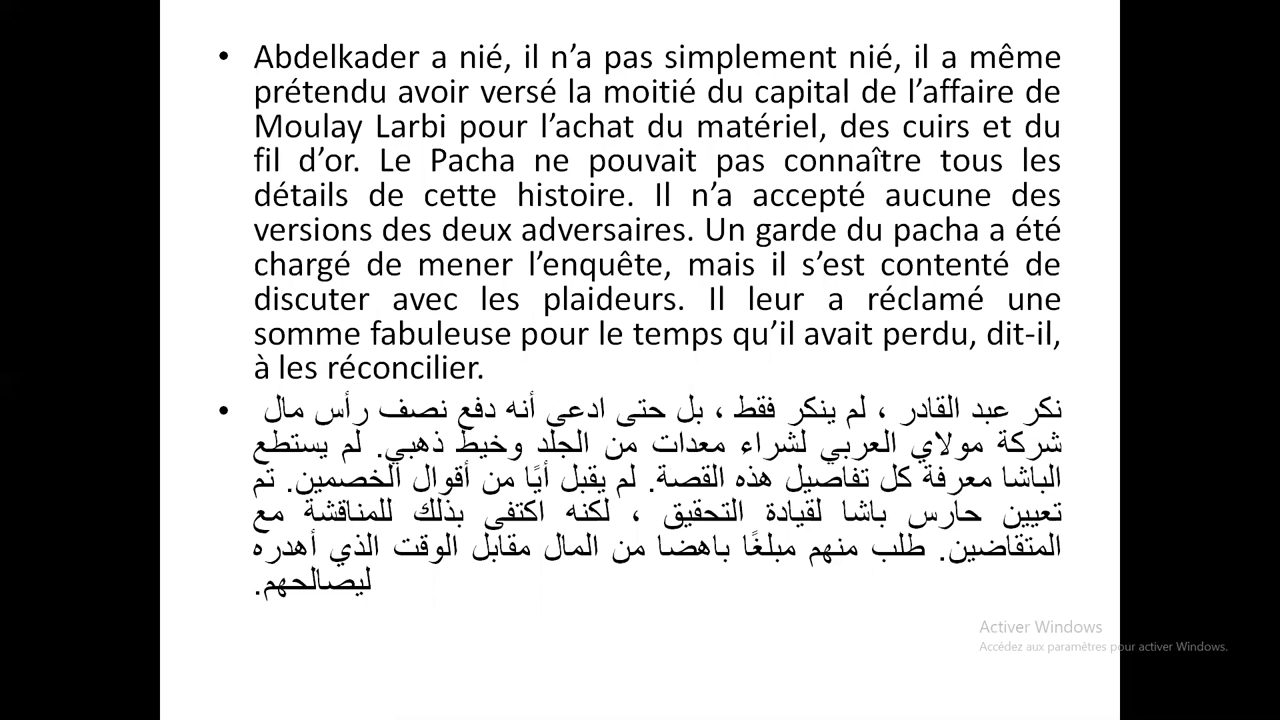 • Abdelkader a nié, il n’a pas simplement nié, il a même
prétendu avoir versé la moitié du capital de l’affaire de
Moulay Larbi pour l’achat du matériel, des cuirs et du
fil d’or. Le Pacha ne pouvait pas connaître tous les
détails de cette histoire. Il n’a accepté aucune des
versions des deux adversaires. Un garde du pacha a été
chargé de mener l’enquête, mais il s’est contenté de
discuter avec les plaideurs. Il leur a réclamé une
somme fabuleuse pour le temps qu’il avait perdu, dit-il,
à les réconcilier.
• نكر عبد القادر ، لم ينكر فقط ، بل حتى ادعى أنه دفع نصف رأس مال
شركة مولاي العربي لشراء معدات من الجلد وخيط ذهبي. لم يستطع
الباشا معرفة كل تفاصيل هذه القصة. لم يقبل أيًا من أقوال الخصمين. تم
تعيين حارس باشا لقيادة التحقيق ، لكنه اكتفى بذلك للمناقشة مع
المتقاضين. طلب منهم مبلغًا باهضا من المال مقابل الوقت الذي أهدره
ليصالحهم.
Activer Windows
Accédez aux paramètres pour activer Windows.